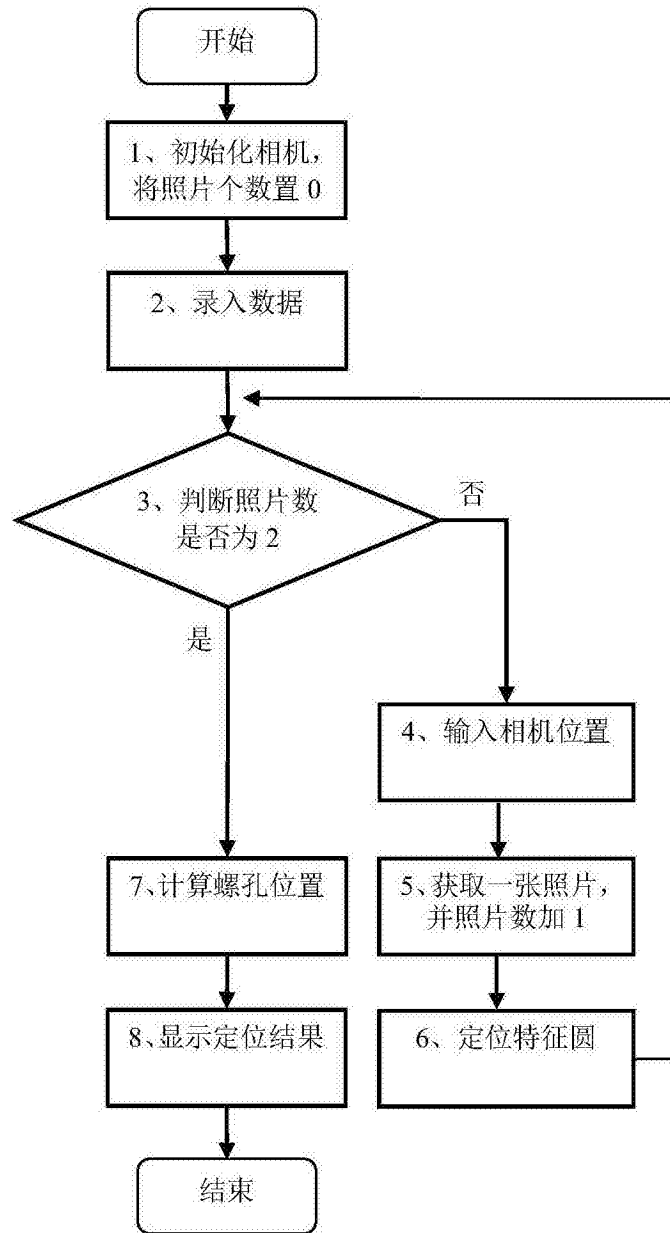 开始
1、初始化相机，
将照片个数置 0
2、录入数据
3、判断照片数
是否为 2
否
是
4、输入相机位置
7、计算螺孔位置
5、获取一张照片，
并照片数加 1
8、显示定位结果
6、定位特征圆
结束